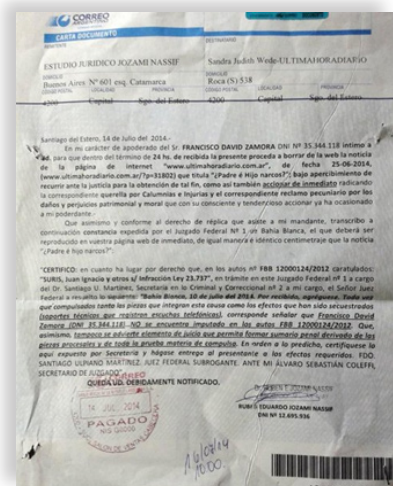 CORREO
ARGENTINO
CARTA DOCUMENTO
REMITENTE
DESTINATARIO
ESTUDIO JURIDICO JOZAMI NASSIF
Sandra Judith Wede-ULTIMAHORADIARIO
DOMICILIO
Buenos Aires Nº 601 esq. Catamarca
DOMICILIO
Roca (S) 538
CÓDIGO POSTAL LOCALIDAD PROVINCIA
CÓDIGO POSTAL LOCALIDAD PROVINCIA
4200 Capital Sgo. del Estero
4200 Capital Sgo. del Estero
Santiago del Estero, 14 de Julio del 2014.-
En mi carácter de apoderado del Sr. FRANCISCO DAVID ZAMORA DNI Nº 35.344.118 intimo a
ud. para que dentro del término de 24 hs. de recibida la presente proceda a borrar de la web la noticia
de la página de internet "www.ultimahoradiario.com.ar", de fecha 25-06-2014,
(www.ultimahoradiario.com.ar/?p=31802) que titula "¿Padre é Hijo narcos?"; bajo apercibimiento de
recurrir ante la justicia para la obtención de tal fin, como así también accionar de inmediato radicando
la correspondiente querella por Calumnias e Injurias y el correspondiente reclamo pecuniario por los
daños y perjuicios patrimonial y moral que con su consciente y tendencioso accionar ya ha ocasionado
a mi poderdante.-
Que asimismo y conforme al derecho de réplica que asiste a mi mandante, transcribo a
continuación constancia expedida por el Juzgado Federal Nº 1 de Bahía Blanca, el que deberá ser
reproducido en vuestra página web de inmediato, de igual manera e idéntico centimetraje que la noticia
"¿Padre é hijo narcos?".
"CERTIFICO: en cuanto ha lugar por derecho que, en los autos nº FBB 12000124/2012 caratulados:
"SURIS, Juan Ignacio y otros s/ Infracción Ley 23.737", en trámite por este Juzgado Federal Nº 1 a cargo
del Dr. Santiago U. Martínez, Secretaría en lo Criminal y Correccional nº 2 a mi cargo, el Señor Juez
Federal a resuelto lo siguiente: "Bahía Blanca, 10 de julio del 2014. Por recibido, agréguese. Toda vez
que compulsados tanto las piezas que integran esta causa como los efectos que han sido secuestrados
(soportes técnicos que registran escuchas telefónicas), corresponde señalar que Francisco David
Zamora (DNI 35.344.118) -NO se encuentra imputado en los autos FBB 12000124/2012. Que,
asimismo, tampoco se advierte elemento de juicio que permita formar sumario penal derivado de las
piezas procesales y de toda la prueba materia de compulsa. En orden a lo predicho, certifíquese lo
aquí expuesto por Secretaría y hágase entrega al presentante a los efectos requeridos. FDO.
SANTIAGO ULPIANO MARTÍNEZ. JUEZ FEDERAL SUBROGANTE. ANTE MI ÁLVARO SEBASTIÁN COLEFFI,
SECRETARIO DE JUZGADO".
QUEDA UD. DEBIDAMENTE NOTIFICADO.
CORREO
14 JUL. 2014
PAGADO
RUBEN EDUARDO JOZAMI NASSIF
DNI Nº 12.695.936
16/07/14
10:00.